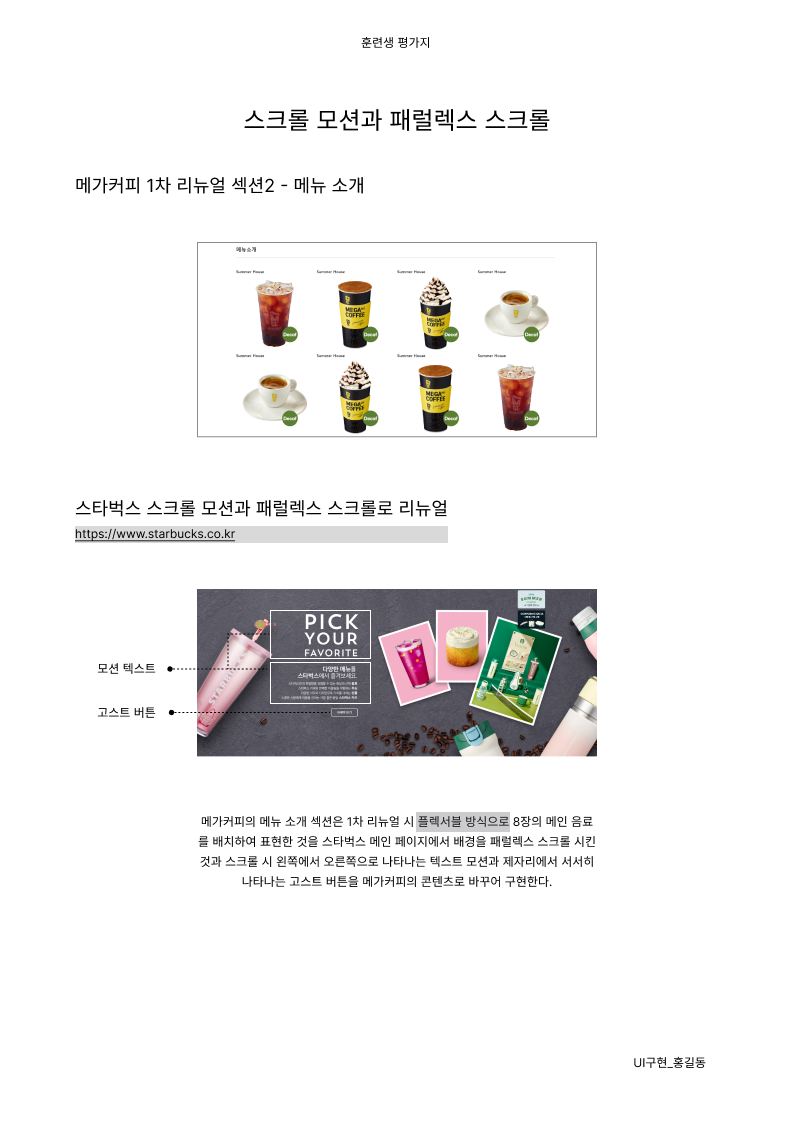 훈련생 평가지
스크롤 모션과 패럴렉스 스크롤
메가커피 1차 리뉴얼 섹션2 - 메뉴 소개
메뉴소개
Summer House Summer House Summer House Summer House
MEGA COFFEE MEGA COFFEE
Decaf Decaf Decaf Decaf
Summer House Summer House Summer House Summer House
MEGA COFFEE MEGA COFFEE
Decaf Decaf Decaf Decaf
스타벅스 스크롤 모션과 패럴렉스 스크롤로 리뉴얼
https://www.starbucks.co.kr
SUMMER
PICK
YOUR
FAVORITE
모션 텍스트
다양한 메뉴를
스타벅스에서 즐겨보세요.
고스트 버튼
메가커피의 메뉴 소개 섹션은 1차 리뉴얼 시 플렉서블 방식으로 8장의 메인 음료
를 배치하여 표현한 것을 스타벅스 메인 페이지에서 배경을 패럴렉스 스크롤 시킨
것과 스크롤 시 왼쪽에서 오른쪽으로 나타나는 텍스트 모션과 제자리에서 서서히
나타나는 고스트 버튼을 메가커피의 콘텐츠로 바꾸어 구현한다.
UI구현_홍길동